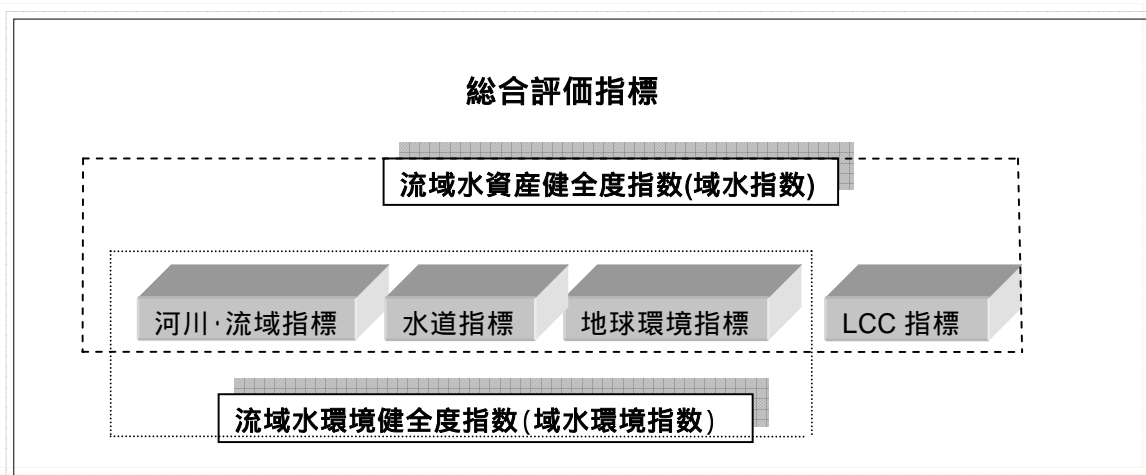 総合評価指標
流域水資産健全度指数(域水指数)
河川・流域指標 水道指標 地球環境指標 LCC 指標
流域水環境健全度指数(域水環境指数)